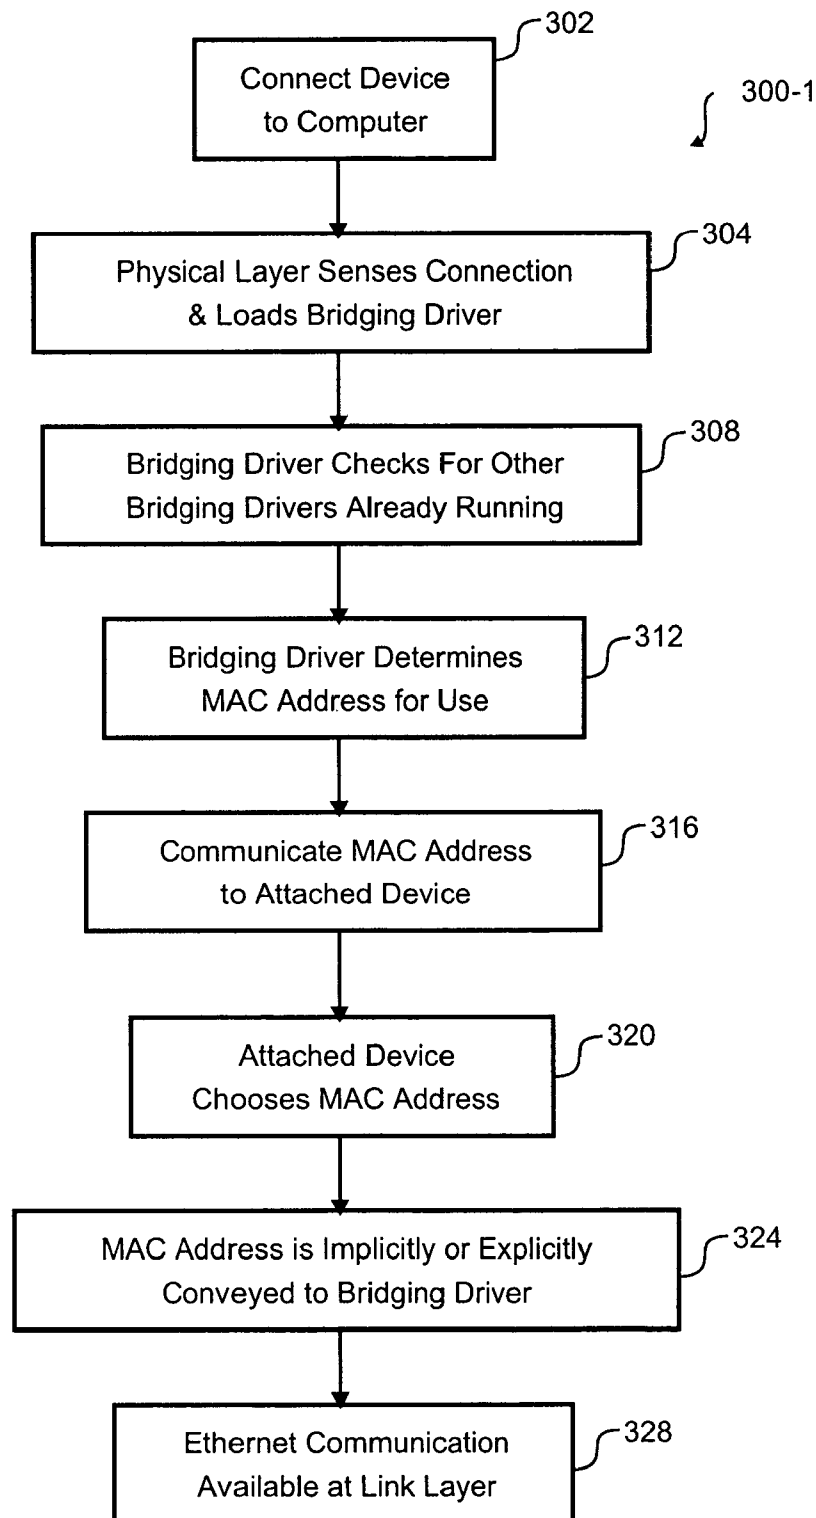 302
Connect Device
to Computer
300-1
304
Physical Layer Senses Connection
& Loads Bridging Driver
308
Bridging Driver Checks For Other
Bridging Drivers Already Running
312
Bridging Driver Determines
MAC Address for Use
316
Communicate MAC Address
to Attached Device
320
Attached Device
Chooses MAC Address
324
MAC Address is Implicitly or Explicitly
Conveyed to Bridging Driver
328
Ethernet Communication
Available at Link Layer